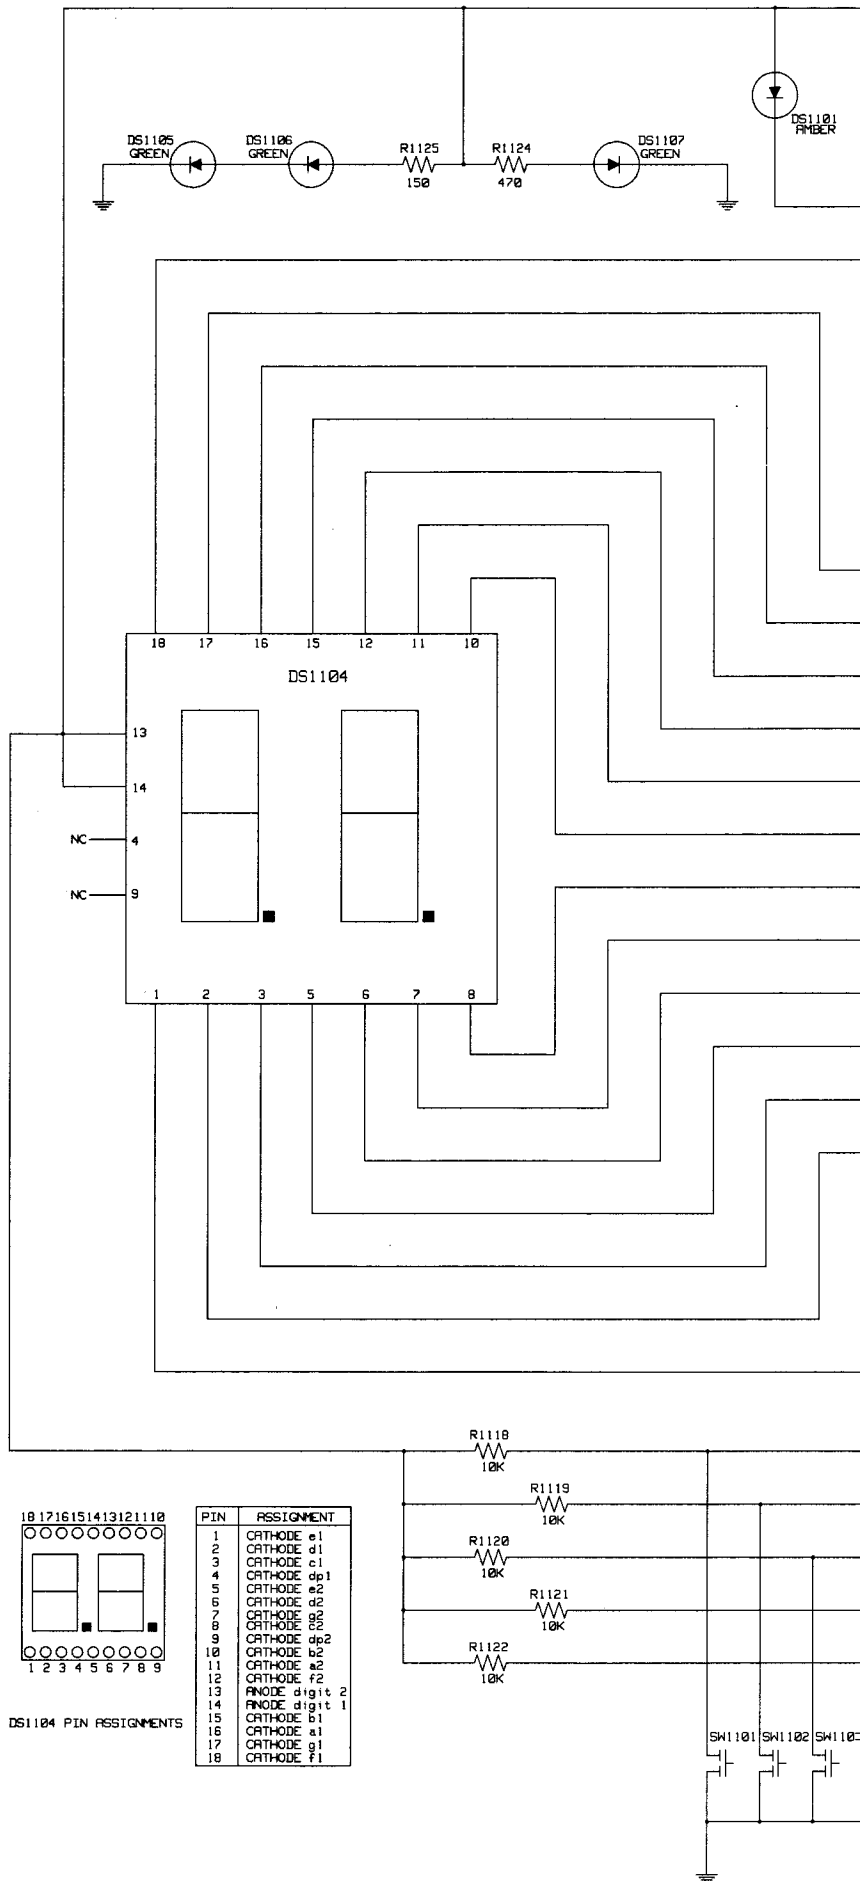 DS1101
AMBER
DS1105
GREEN
DS1106
GREEN
R1125
150
R1124
470
DS1107
GREEN
18 17 16 15 12 11 10
DS1104
13
14
NC 4
NC 9
1 2 3 5 6 7 8
R1118
10K
R1119
10K
R1120
10K
R1121
10K
R1122
10K
18 17 16 15 14 13 12 11 10
1 2 3 4 5 6 7 8 9
DS1104 PIN ASSIGNMENTS
PIN ASSIGNMENT
1 CATHODE e1
2 CATHODE d1
3 CATHODE c1
4 CATHODE dp1
5 CATHODE e2
6 CATHODE d2
7 CATHODE g2
8 CATHODE c2
9 CATHODE dp2
10 CATHODE b2
11 CATHODE a2
12 CATHODE f2
13 ANODE digit 2
14 ANODE digit 1
15 CATHODE b1
16 CATHODE a1
17 CATHODE g1
18 CATHODE f1
SW1101 SW1102 SW1103